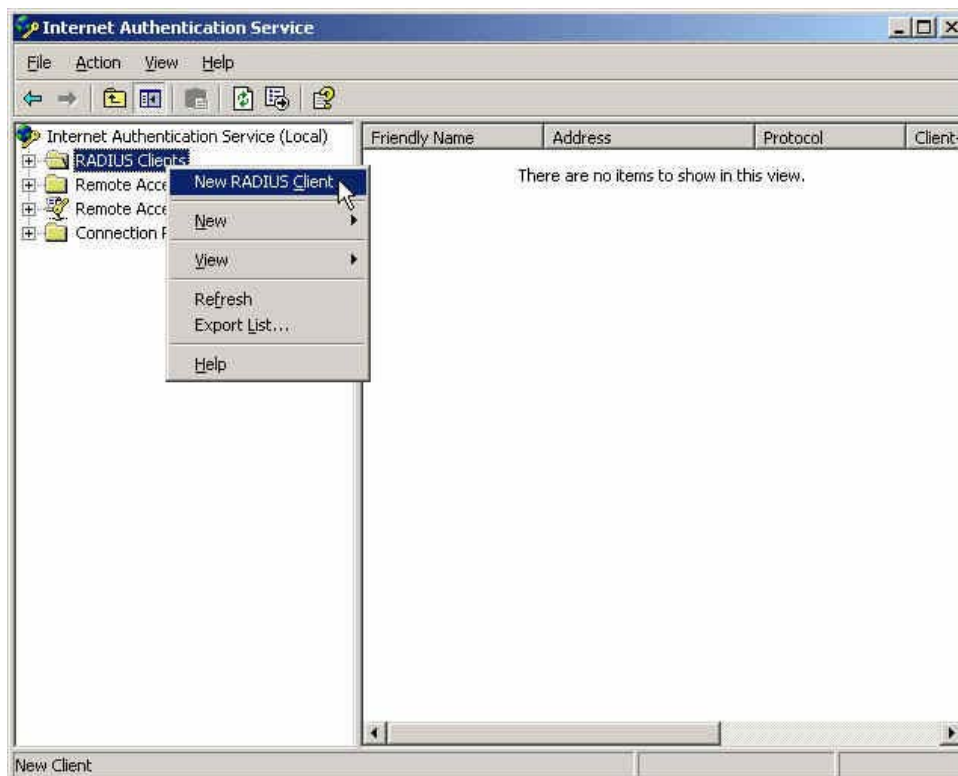 Internet Authentication Service
File Action View Help
Internet Authentication Service (Local)
Friendly Name Address Protocol Client-
RADIUS Clients
There are no items to show in this view.
New RADIUS Client
Remote Acce
Remote Acce
New
Connection
View
Refresh
Export List...
Help
New Client